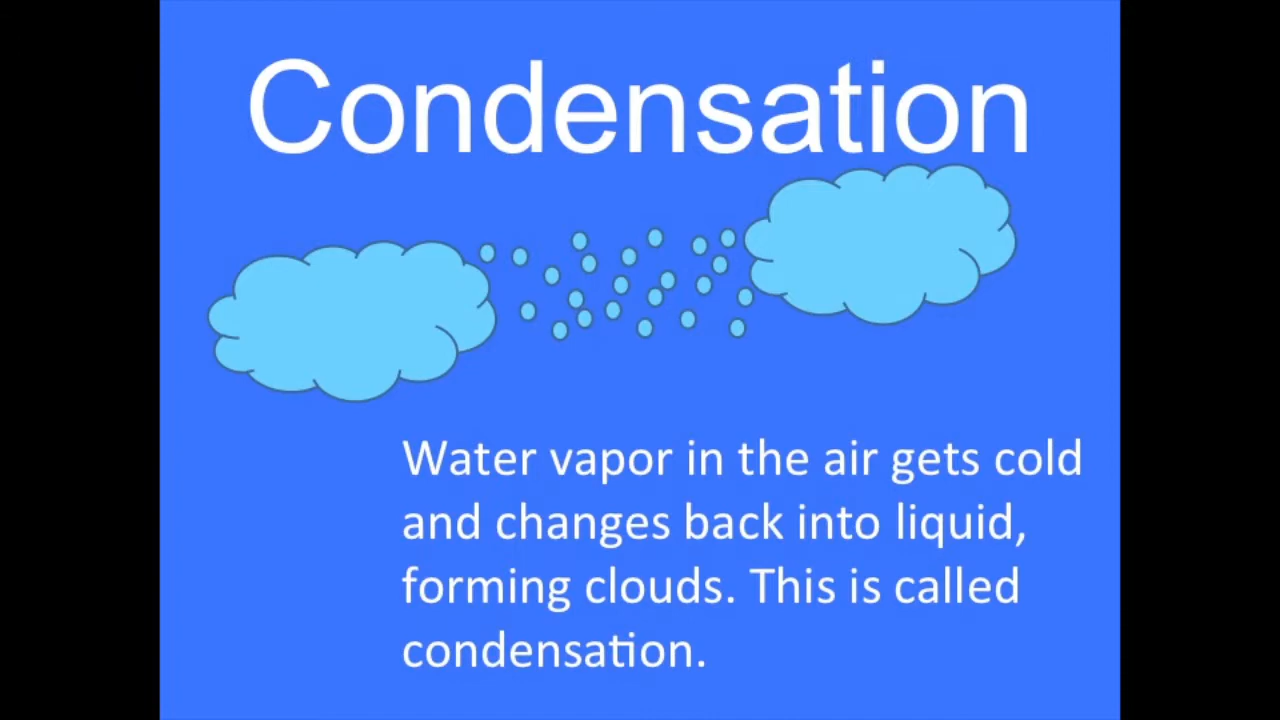 Condensation
Water vapor in the air gets cold
and changes back into liquid,
forming clouds. This is called
condensation.